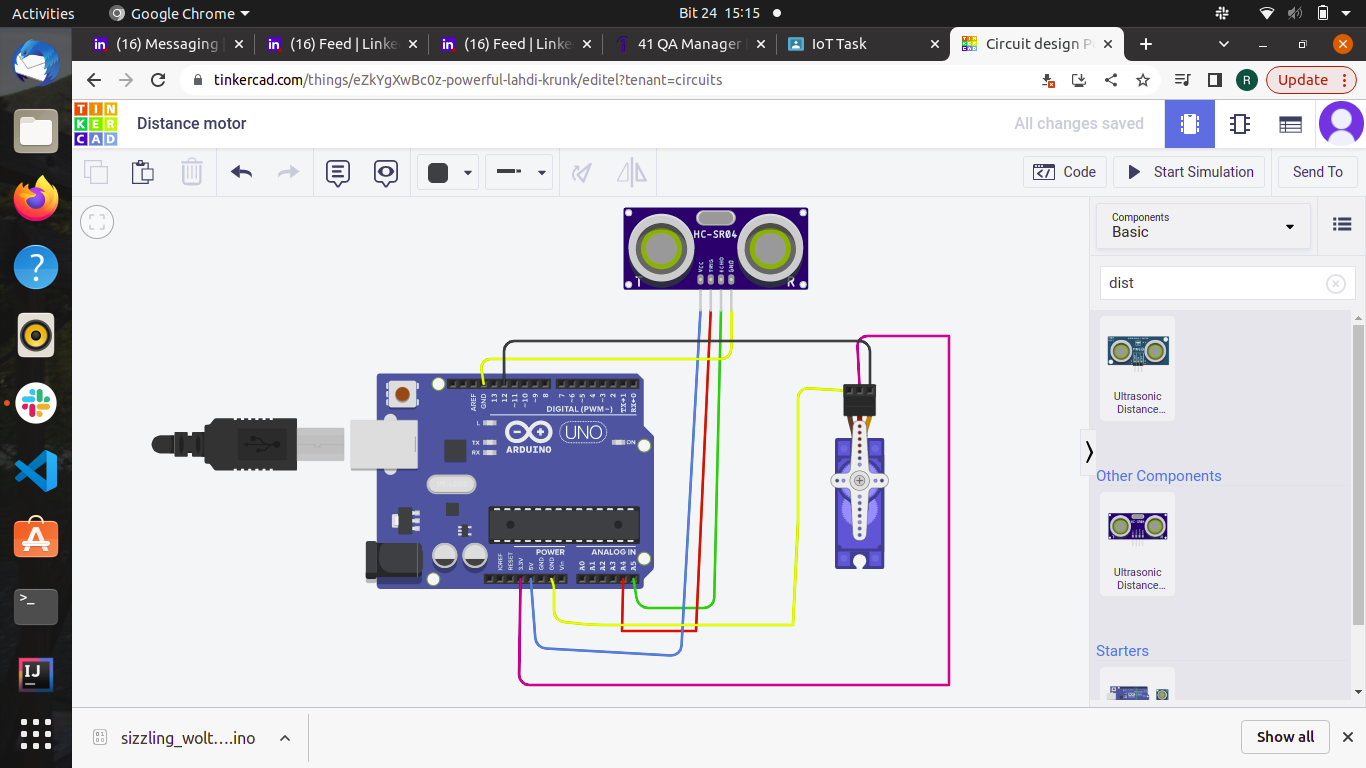 Activities
Google Chrome
Bit 24 15:15
(16) Messaging
(16) Feed | Linke
(16) Feed | Linke
41 QA Manager
IoT Task
Circuit design P
tinkercad.com/things/eZkYgXwBc0z-powerful-lahdi-krunk/editel?tenant=circuits
R
Update
TIN
KER
CAD
Distance motor
All changes saved
Code
Start Simulation
Send To
Components
Basic
dist
Ultrasonic
Distance...
Other Components
Ultrasonic
Distance...
Starters
HC-SR04
VCC
TRIG
ECHO
GND
T
R
AREF
GND
13
12
~11
~10
~9
8
7
~6
~5
4
~3
2
TX→1
RX←0
DIGITAL (PWM~)
L
TX
RX
UNO
ARDUINO
ON
IOREF
RESET
3.3V
5V
GND
GND
Vin
POWER
ANALOG IN
A0
A1
A2
A3
A4
A5
sizzling_wolt....ino
Show all